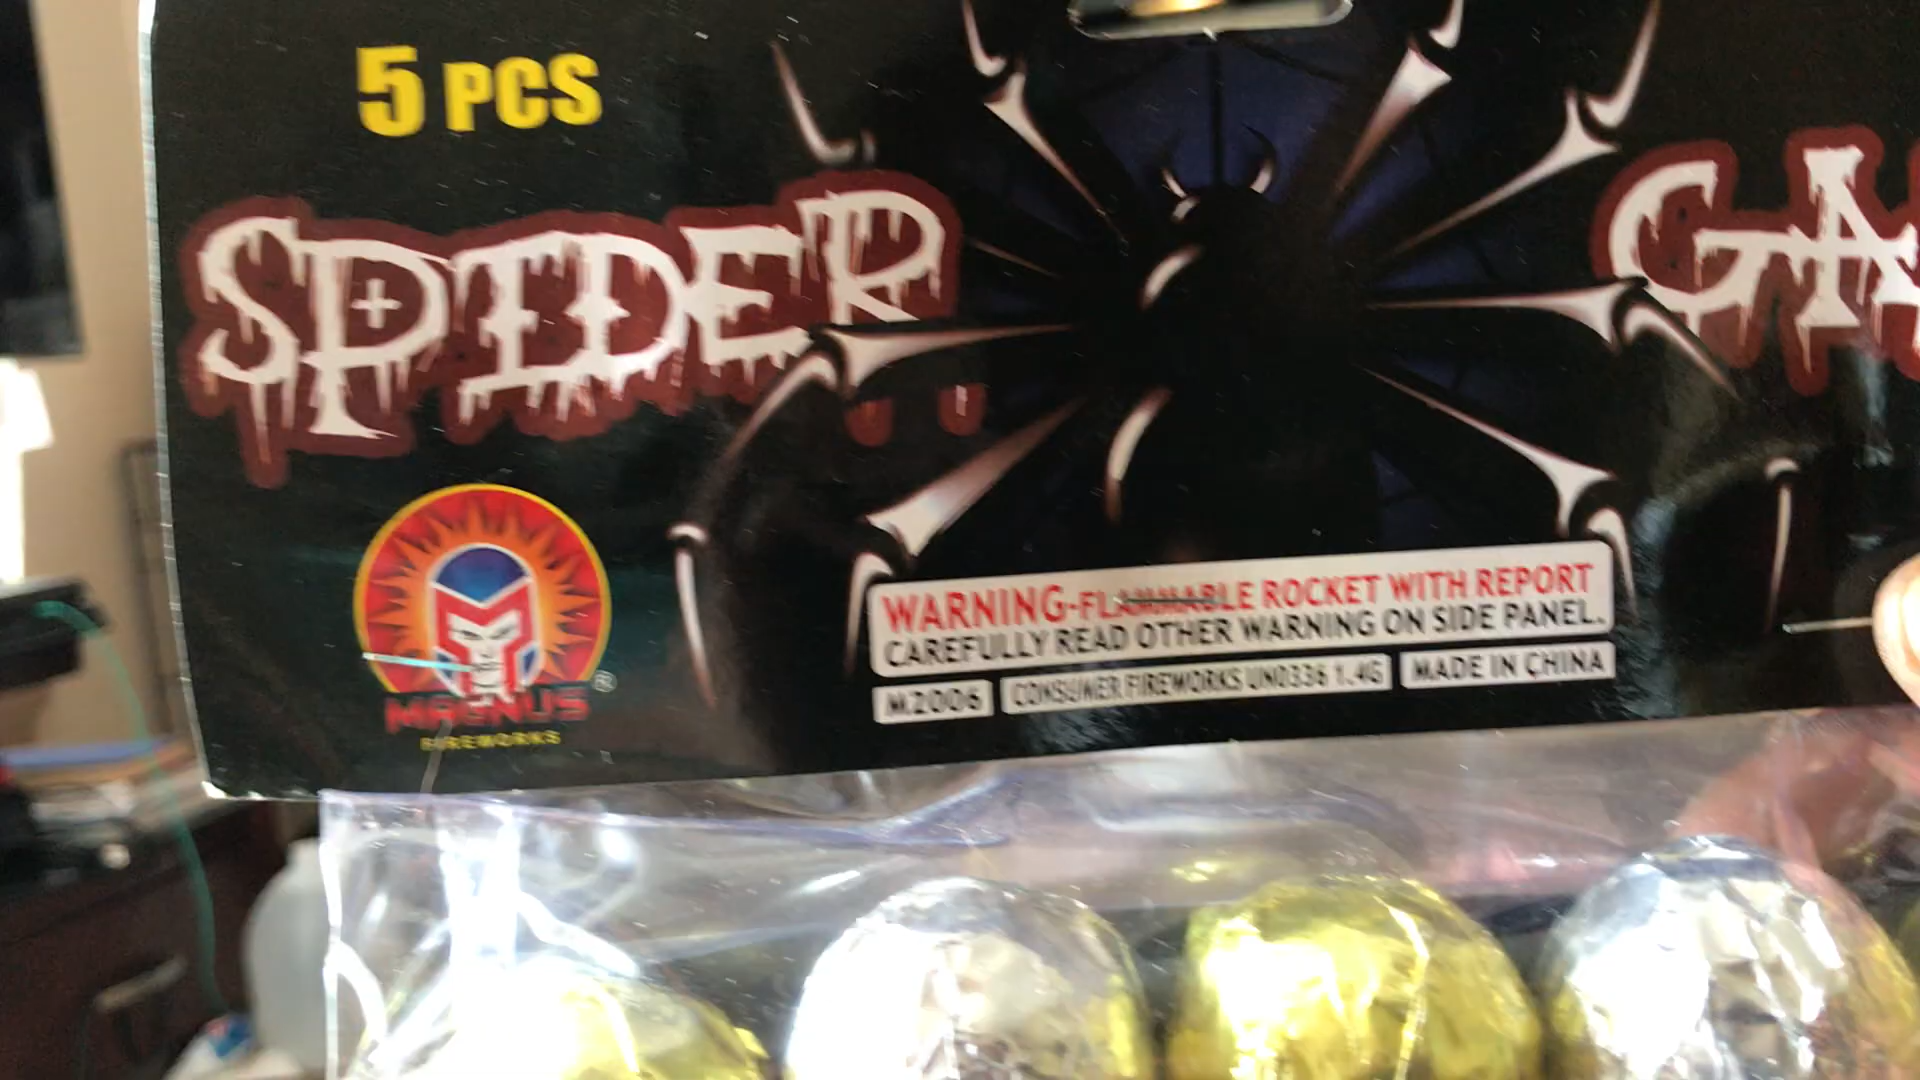 5 PCS
SPIDER
GA
MAGNUS®
FIREWORKS
WARNING-FLAMMABLE ROCKET WITH REPORT
CAREFULLY READ OTHER WARNING ON SIDE PANEL.
M2006
CONSUMER FIREWORKS UN0336 1.4G
MADE IN CHINA